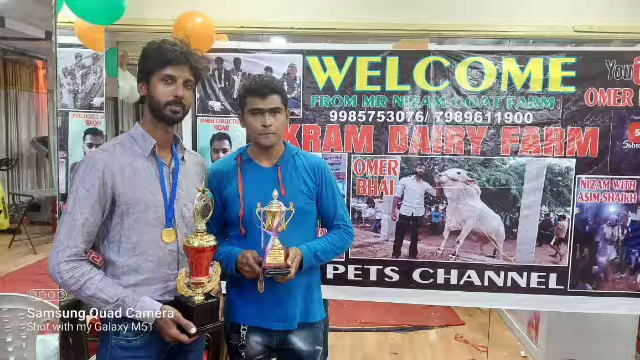 WELCOME
FROM MR NIZAM GOAT FARM
9985753076/ 7989611900
KRAM DAIRY FARM
OMER
BHAI
PETS CHANNEL
You
OMER
NIZAM WITH
ASIM SHAIKH
Samsung Quad Camera
Shot with my Galaxy M51